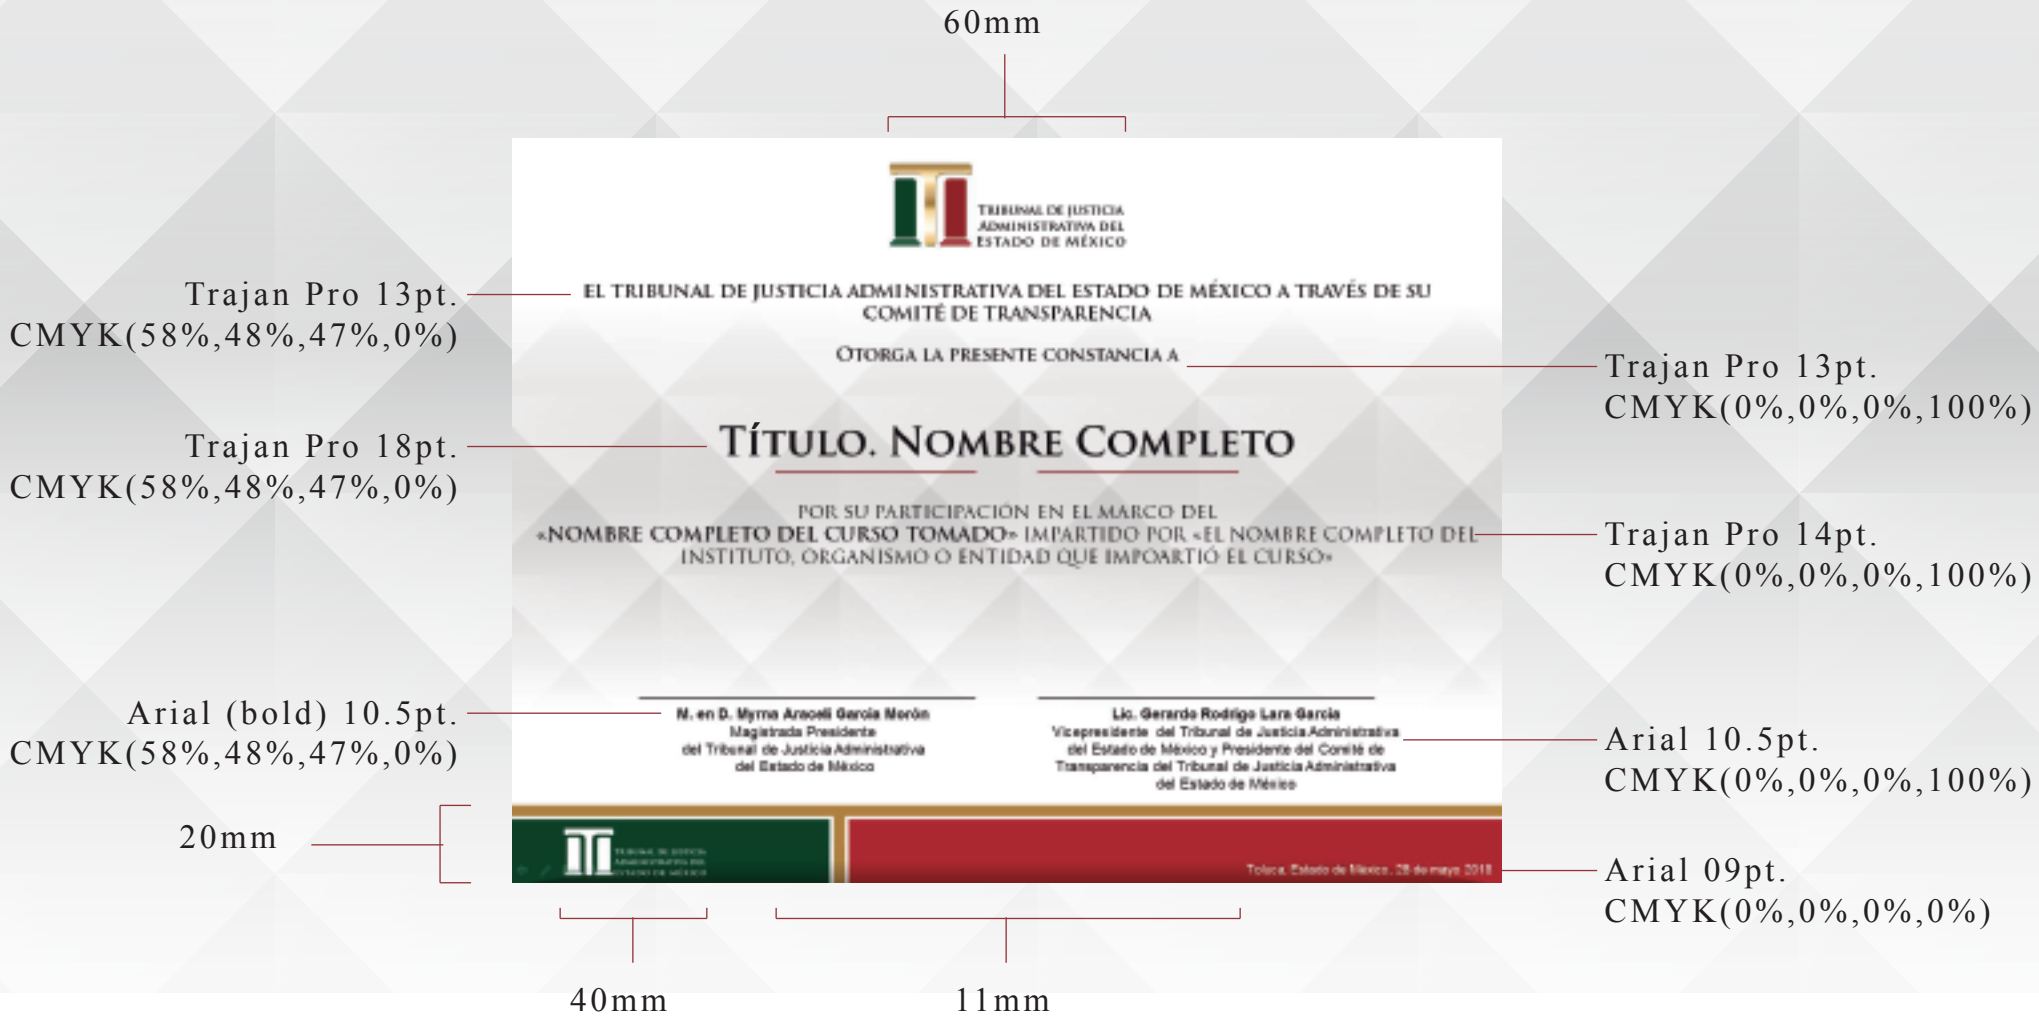 60mm
TRIBUNAL DE JUSTICIA
ADMINISTRATIVA DEL
ESTADO DE MÉXICO
Trajan Pro 13pt.
CMYK(58%,48%,47%,0%)
EL TRIBUNAL DE JUSTICIA ADMINISTRATIVA DEL ESTADO DE MÉXICO A TRAVÉS DE SU
COMITÉ DE TRANSPARENCIA
OTORGA LA PRESENTE CONSTANCIA A
Trajan Pro 13pt.
CMYK(0%,0%,0%,100%)
Trajan Pro 18pt.
CMYK(58%,48%,47%,0%)
TÍTULO. NOMBRE COMPLETO
POR SU PARTICIPACIÓN EN EL MARCO DEL
«NOMBRE COMPLETO DEL CURSO TOMADO» IMPARTIDO POR «EL NOMBRE COMPLETO DEL
INSTITUTO, ORGANISMO O ENTIDAD QUE IMPOARTIÓ EL CURSO»
Trajan Pro 14pt.
CMYK(0%,0%,0%,100%)
Arial (bold) 10.5pt.
CMYK(58%,48%,47%,0%)
M. en D. Myrna Araceli García Morón
Magistrada Presidente
del Tribunal de Justicia Administrativa
del Estado de México
Lic. Gerardo Rodrigo Lara García
Vicepresidente del Tribunal de Justicia Administrativa
del Estado de México y Presidente del Comité de
Transparencia del Tribunal de Justicia Administrativa
del Estado de México
Arial 10.5pt.
CMYK(0%,0%,0%,100%)
20mm
TRIBUNAL DE JUSTICIA
ADMINISTRATIVA DEL
ESTADO DE MÉXICO
Toluca, Estado de México, 28 de mayo 2018
Arial 09pt.
CMYK(0%,0%,0%,0%)
40mm
11mm